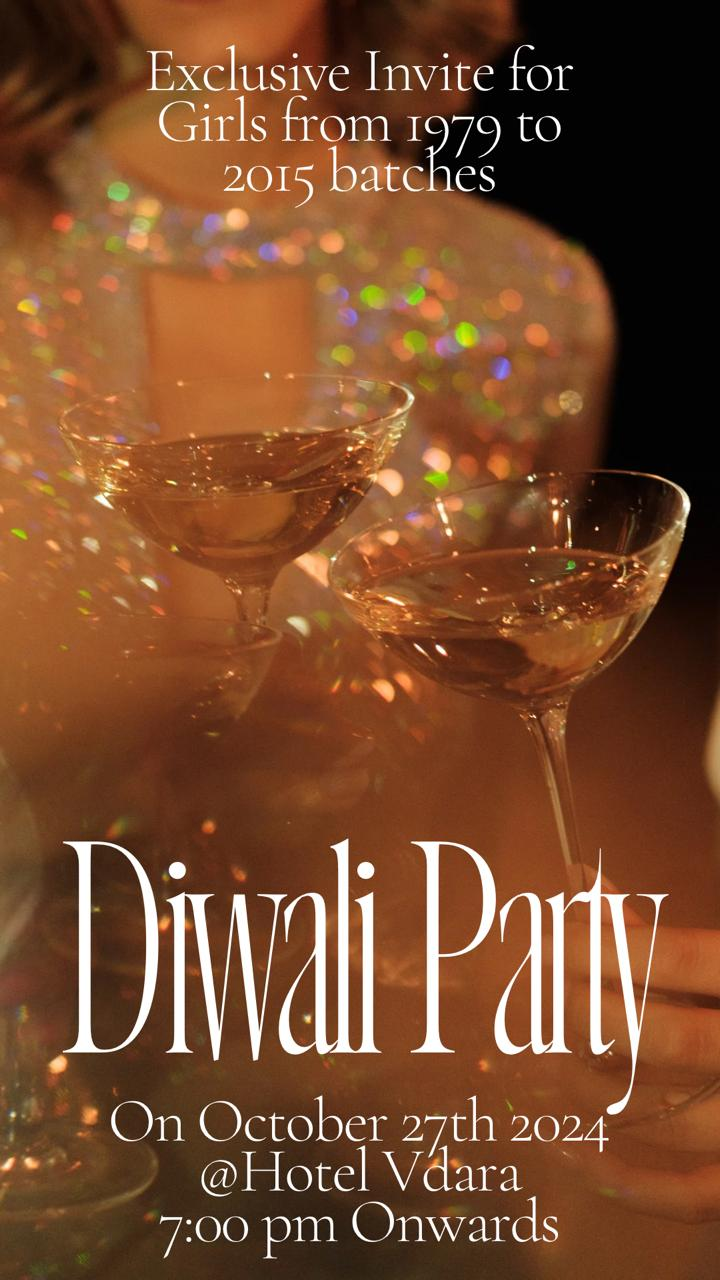 Exclusive Invite for
Girls from 1979 to
2015 batches
Diwali Party
On October 27th 2024
@Hotel Vdara
7:00 pm Onwards